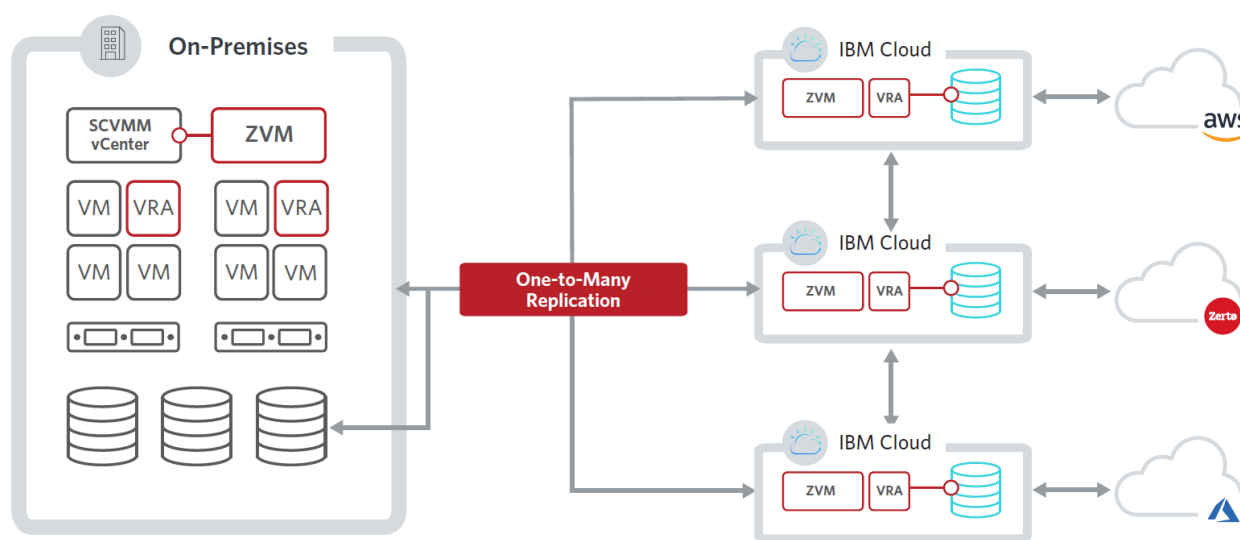 On-Premises
SCVMM
vCenter
ZVM
VM
VRA
VM
VRA
VM
VM
VM
VM
One-to-Many
Replication
IBM Cloud
ZVM
VRA
aws
IBM Cloud
ZVM
VRA
Zerto
IBM Cloud
ZVM
VRA